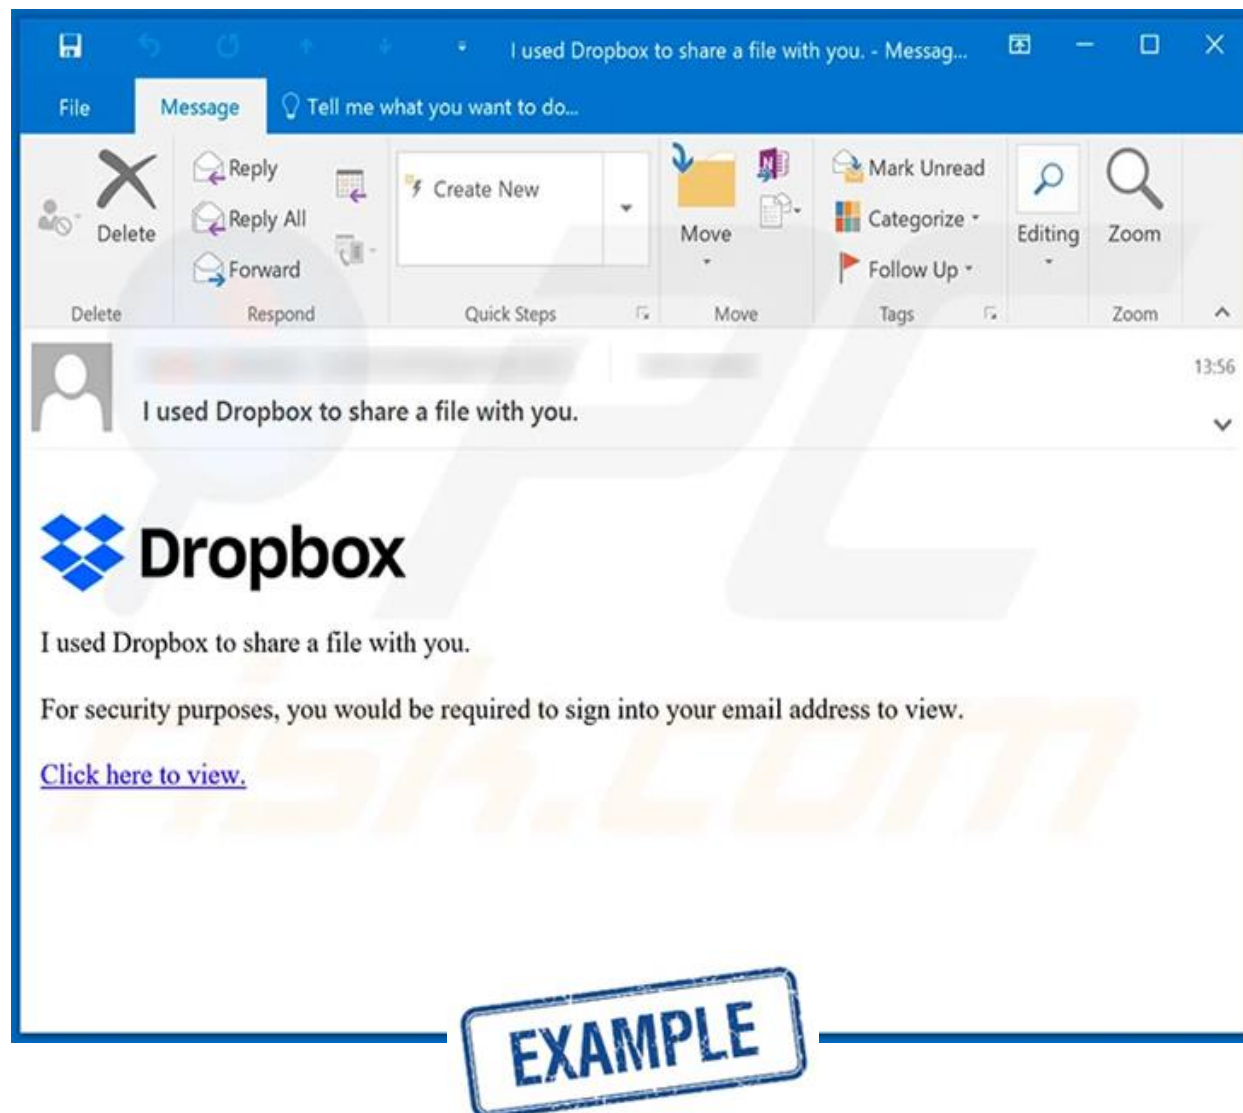 I used Dropbox to share a file with you. - Messag...
File Message Tell me what you want to do...
Delete
Reply
Reply All
Forward
Create New
Move
Mark Unread
Categorize
Follow Up
Editing
Zoom
Delete Respond Quick Steps Move Tags Zoom
13:56
I used Dropbox to share a file with you.
Dropbox
I used Dropbox to share a file with you.
For security purposes, you would be required to sign into your email address to view.
Click here to view.
PC
risk.com
EXAMPLE